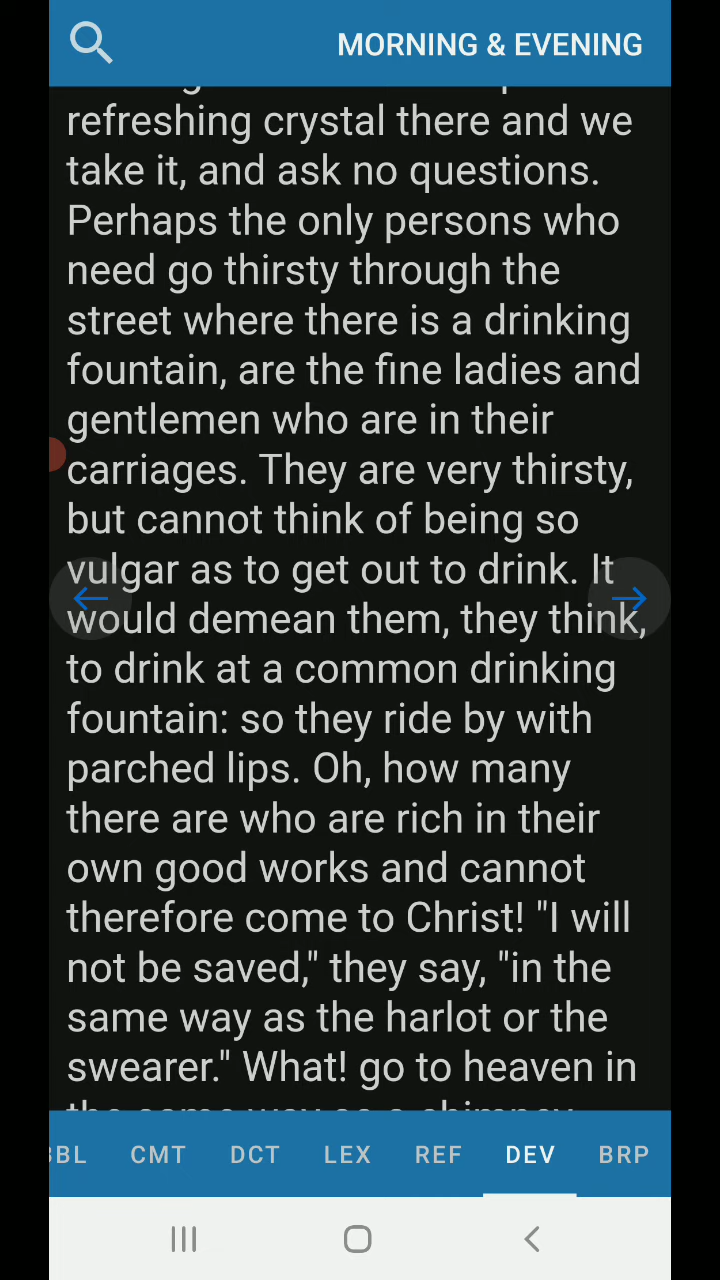 MORNING & EVENING
refreshing crystal there and we
take it, and ask no questions.
Perhaps the only persons who
need go thirsty through the
street where there is a drinking
fountain, are the fine ladies and
gentlemen who are in their
carriages. They are very thirsty,
but cannot think of being so
vulgar as to get out to drink. It
would demean them, they think,
to drink at a common drinking
fountain: so they ride by with
parched lips. Oh, how many
there are who are rich in their
own good works and cannot
therefore come to Christ! "I will
not be saved," they say, "in the
same way as the harlot or the
swearer." What! go to heaven in
the same way as a chimney
BBL CMT DCT LEX REF DEV BRP